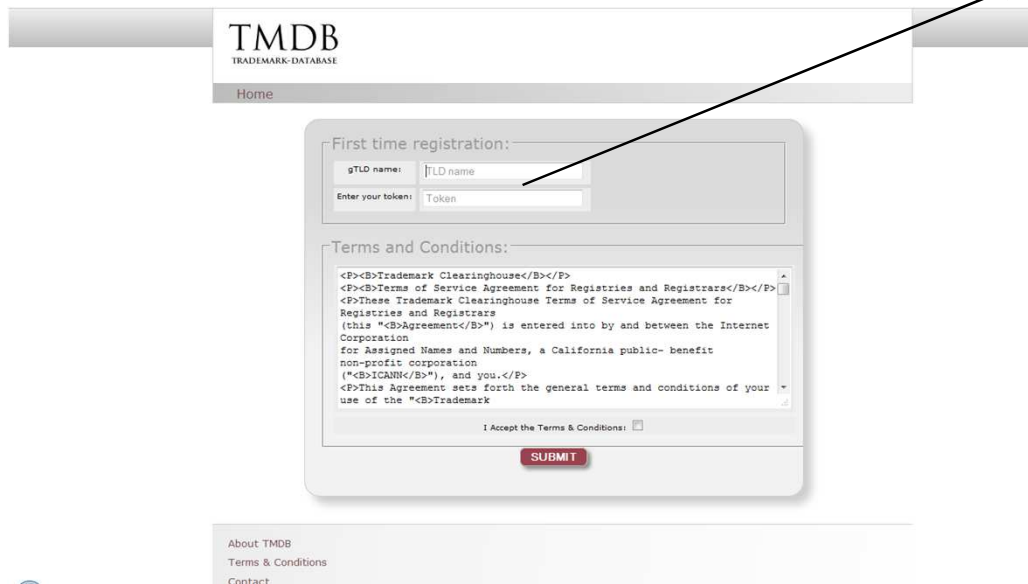 TMDB
TRADEMARK-DATABASE
Home
First time registration:
gTLD name:
TLD name
Enter your token:
Token
Terms and Conditions:
<P><B>Trademark Clearinghouse</B></P>
<P><B>Terms of Service Agreement for Registries and Registrars</B></P>
<P>These Trademark Clearinghouse Terms of Service Agreement for
Registries and Registrars
(this "<B>Agreement</B>") is entered into by and between the Internet
Corporation
for Assigned Names and Numbers, a California public- benefit
non-profit corporation
("<B>ICANN</B>"), and you.</P>
<P>This Agreement sets forth the general terms and conditions of your
use of the "<B>Trademark
I Accept the Terms & Conditions:
SUBMIT
About TMDB
Terms & Conditions
Contact